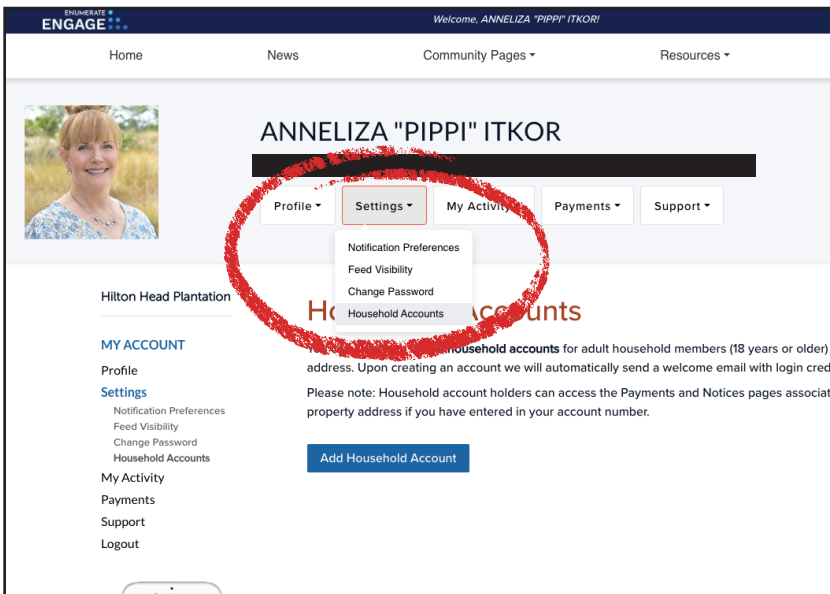 ENUMERATE
ENGAGE
Welcome, ANNELIZA "PIPPI" ITKOR!
Home News Community Pages Resources
ANNELIZA "PIPPI" ITKOR
Profile Settings My Activity Payments Support
Notification Preferences
Feed Visibility
Change Password
Household Accounts
Hilton Head Plantation
MY ACCOUNT
Profile
Settings
Notification Preferences
Feed Visibility
Change Password
Household Accounts
My Activity
Payments
Support
Logout
Accounts
household accounts for adult household members (18 years or older)
address. Upon creating an account we will automatically send a welcome email with login cred
Please note: Household account holders can access the Payments and Notices pages associat
property address if you have entered in your account number.
Add Household Account